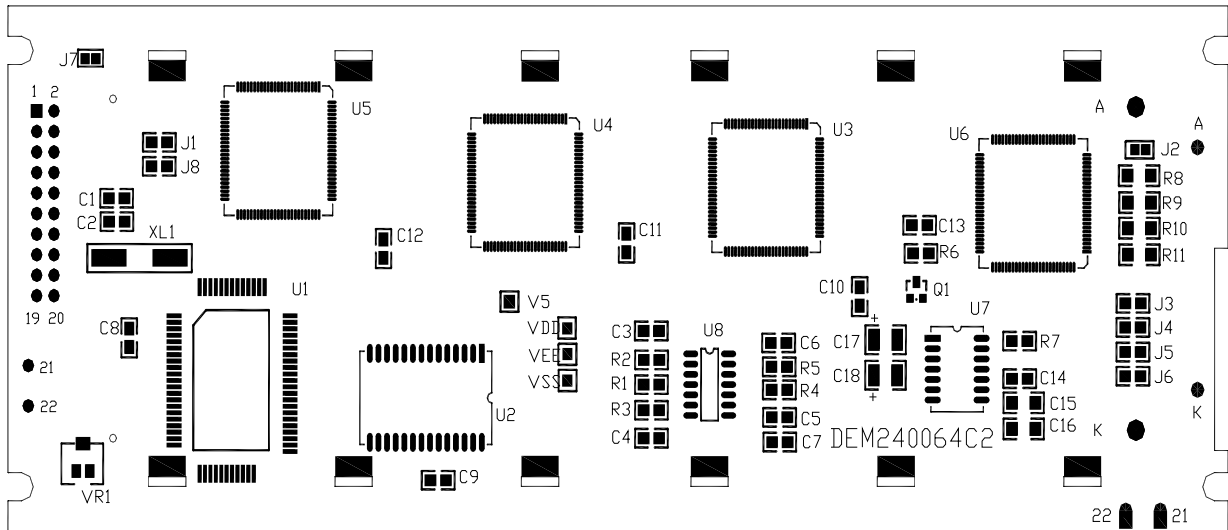 J7
1 2
U5
U4
U3
U6
A
A
J1
J8
J2
R8
C1
C2
R9
XL1
C12
C11
C13
R10
R6
R11
U1
V5
C10
Q1
U7
J3
19 20
C8
VDD
C3
U8
C17
J4
VEE
R2
C6
R7
J5
21
VSS
R1
R5
C18
C14
J6
R4
22
U2
R3
C5
C15
K
C4
C7
DEM240064C2
C16
K
VR1
C9
+
+
22 21